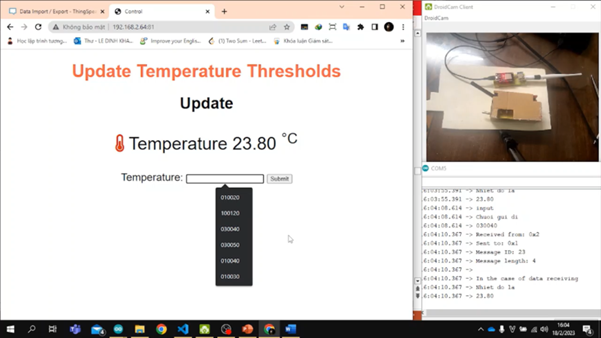 Data Import / Export - ThingSp
Control
Không bảo mật | 192.168.2.64:81
Học lập trình tương...
Thư - LE DINH KHÁ...
Improve your Englis...
(1) Two Sum - Leet...
Khóa luận Giám sát...
Update Temperature Thresholds
Update
Temperature 23.80 °C
Temperature:
Submit
010020
100120
030040
030050
010040
010030
DroidCam Client
DroidCam
COM5
6:03:55.391 -> Nhiet do la
6:03:55.391 -> 23.80
6:04:08.614 -> input
6:04:08.614 -> Chuoi gui di
6:04:08.614 -> 030040
6:04:10.367 -> Received from: 0x2
6:04:10.367 -> Sent to: 0x1
6:04:10.367 -> Message ID: 23
6:04:10.367 -> Message length: 4
6:04:10.367 ->
6:04:10.367 -> In the case of data receiving
6:04:10.367 -> Nhiet do la
6:04:10.367 -> 23.80
16:04
18/2/2023